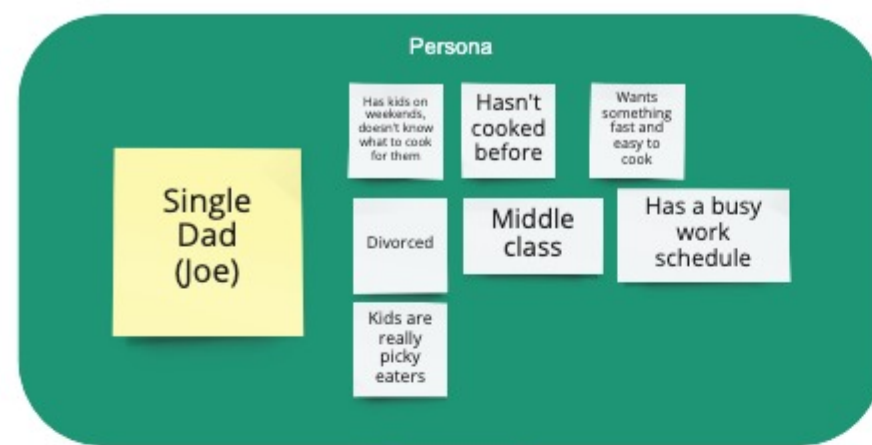 Persona
Single
Dad
(Joe)
Has kids on
weekends,
doesn't know
what to cook
for them
Hasn't
cooked
before
Wants
something
fast and
easy to
cook
Divorced
Middle
class
Has a busy
work
schedule
Kids are
really
picky
eaters